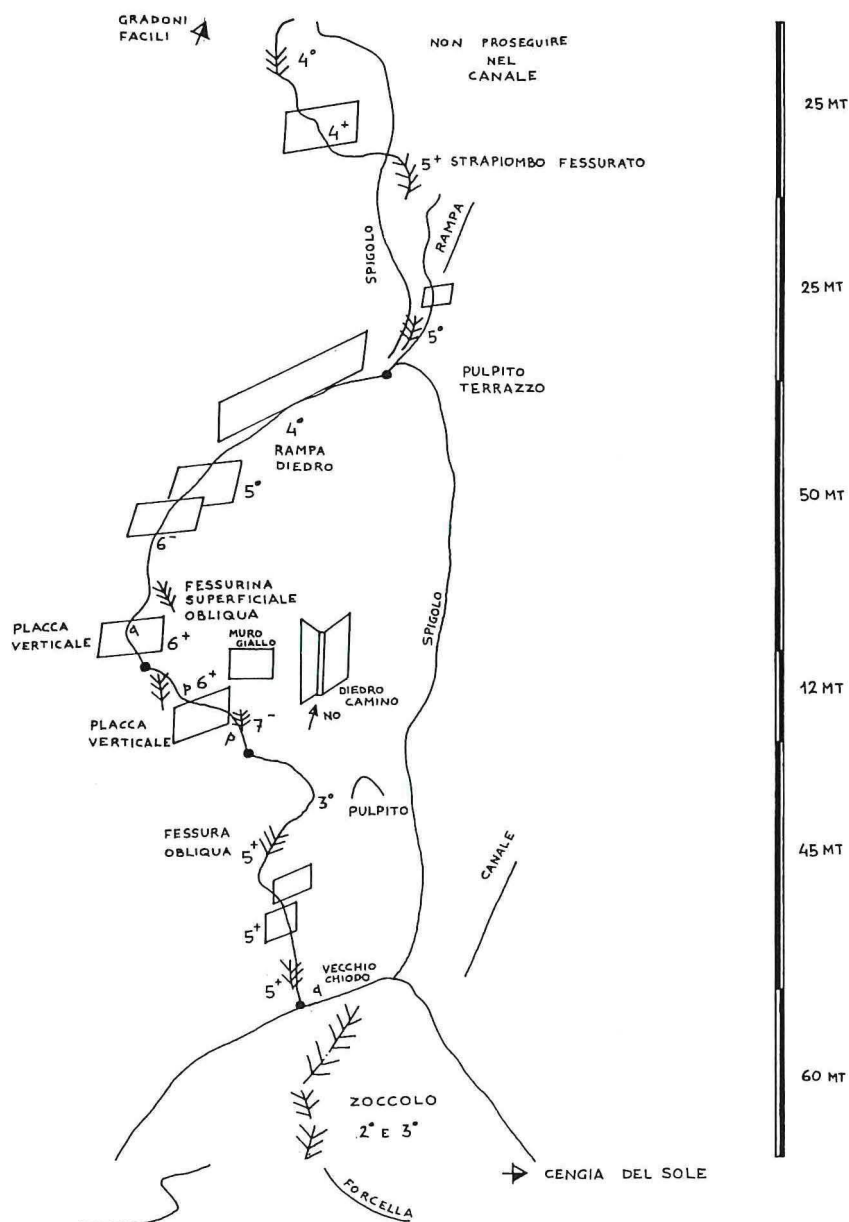 GRADONI
FACILI
4°
NON PROSEGUIRE
NEL
CANALE
25 MT
4+
5+ STRAPIOMBO FESSURATO
RAMPA
SPIGOLO
25 MT
5°
PULPITO
TERRAZZO
4°
RAMPA
DIEDRO
5°
50 MT
6-
FESSURINA
SUPERFICIALE
OBLIQUA
SPIGOLO
PLACCA
VERTICALE
6+
MURO
GIALLO
6+
DIEDRO
CAMINO
12 MT
NO
PLACCA
VERTICALE
7-
3°
PULPITO
FESSURA
OBLIQUA
5+
45 MT
CANALE
5+
VECCHIO
CHIODO
5+
60 MT
ZOCCOLO
2° E 3°
CENGIA DEL SOLE
FORCELLA